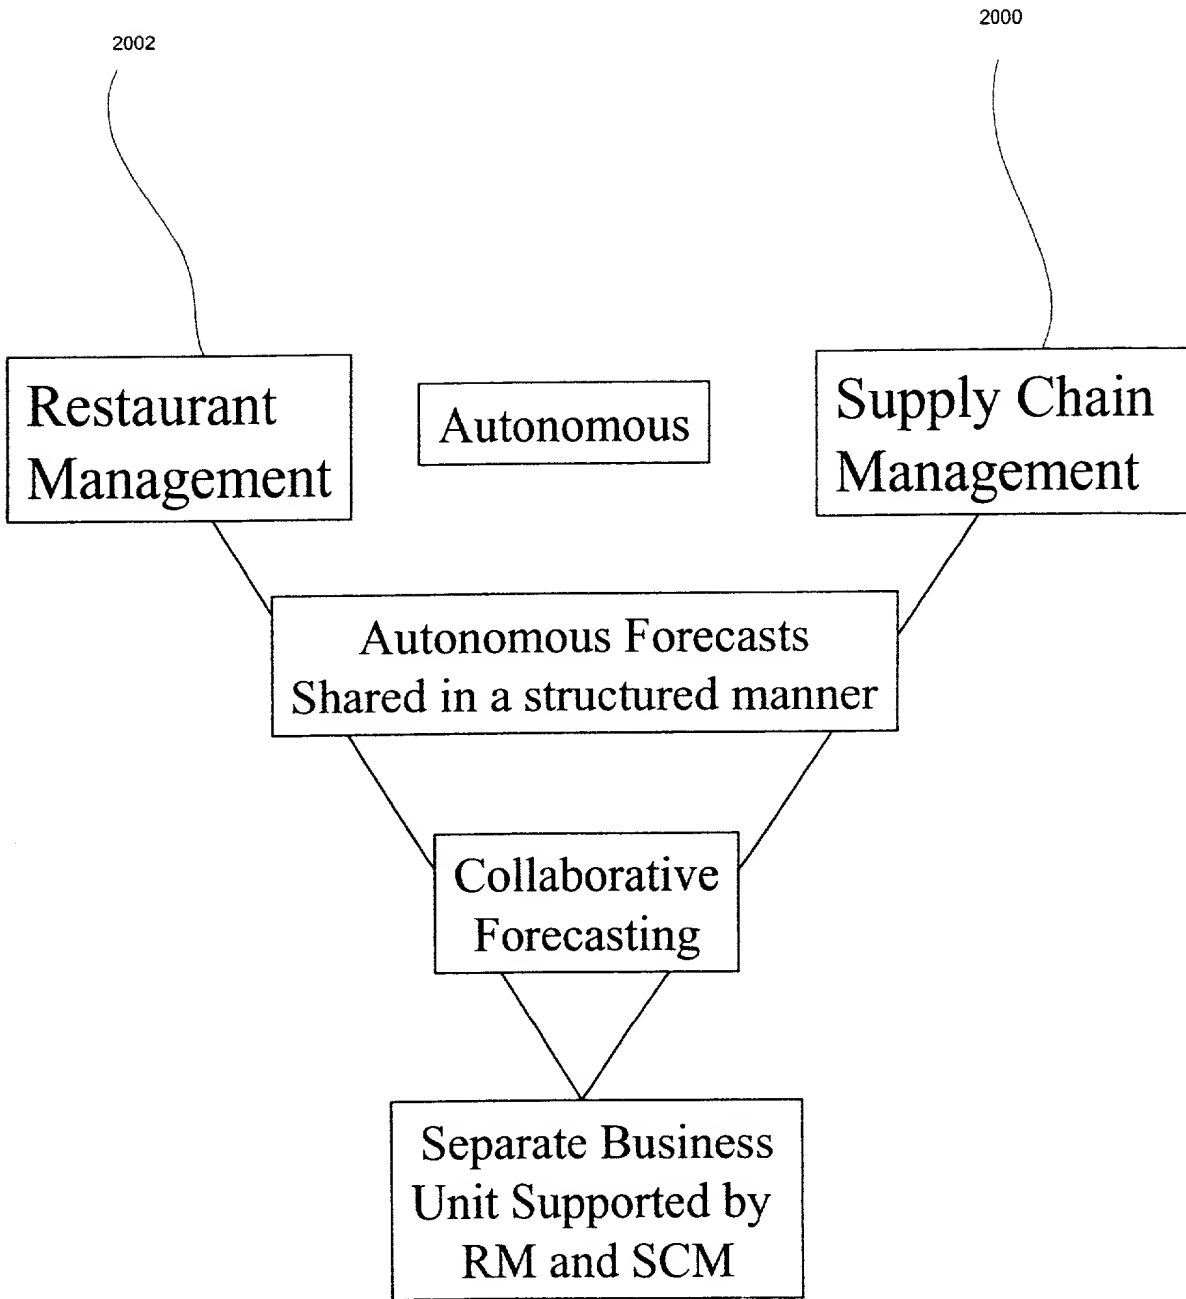 2002
2000
Restaurant
Management
Autonomous
Supply Chain
Management
Autonomous Forecasts
Shared in a structured manner
Collaborative
Forecasting
Separate Business
Unit Supported by
RM and SCM